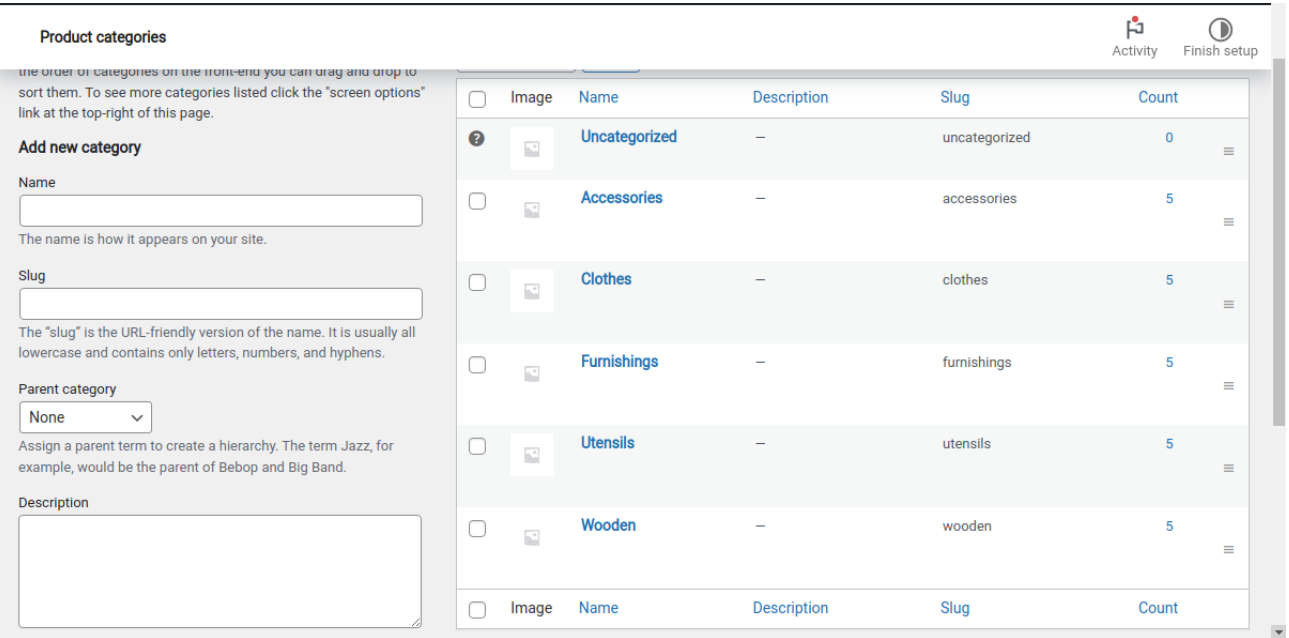 Product categories
Activity
Finish setup
the order of categories on the front-end you can drag and drop to
sort them. To see more categories listed click the "screen options"
link at the top-right of this page.
Add new category
Name
The name is how it appears on your site.
Slug
The "slug" is the URL-friendly version of the name. It is usually all
lowercase and contains only letters, numbers, and hyphens.
Parent category
None
Assign a parent term to create a hierarchy. The term Jazz, for
example, would be the parent of Bebop and Big Band.
Description
Image Name Description Slug Count
Uncategorized — uncategorized 0
Accessories — accessories 5
Clothes — clothes 5
Furnishings — furnishings 5
Utensils — utensils 5
Wooden — wooden 5
Image Name Description Slug Count